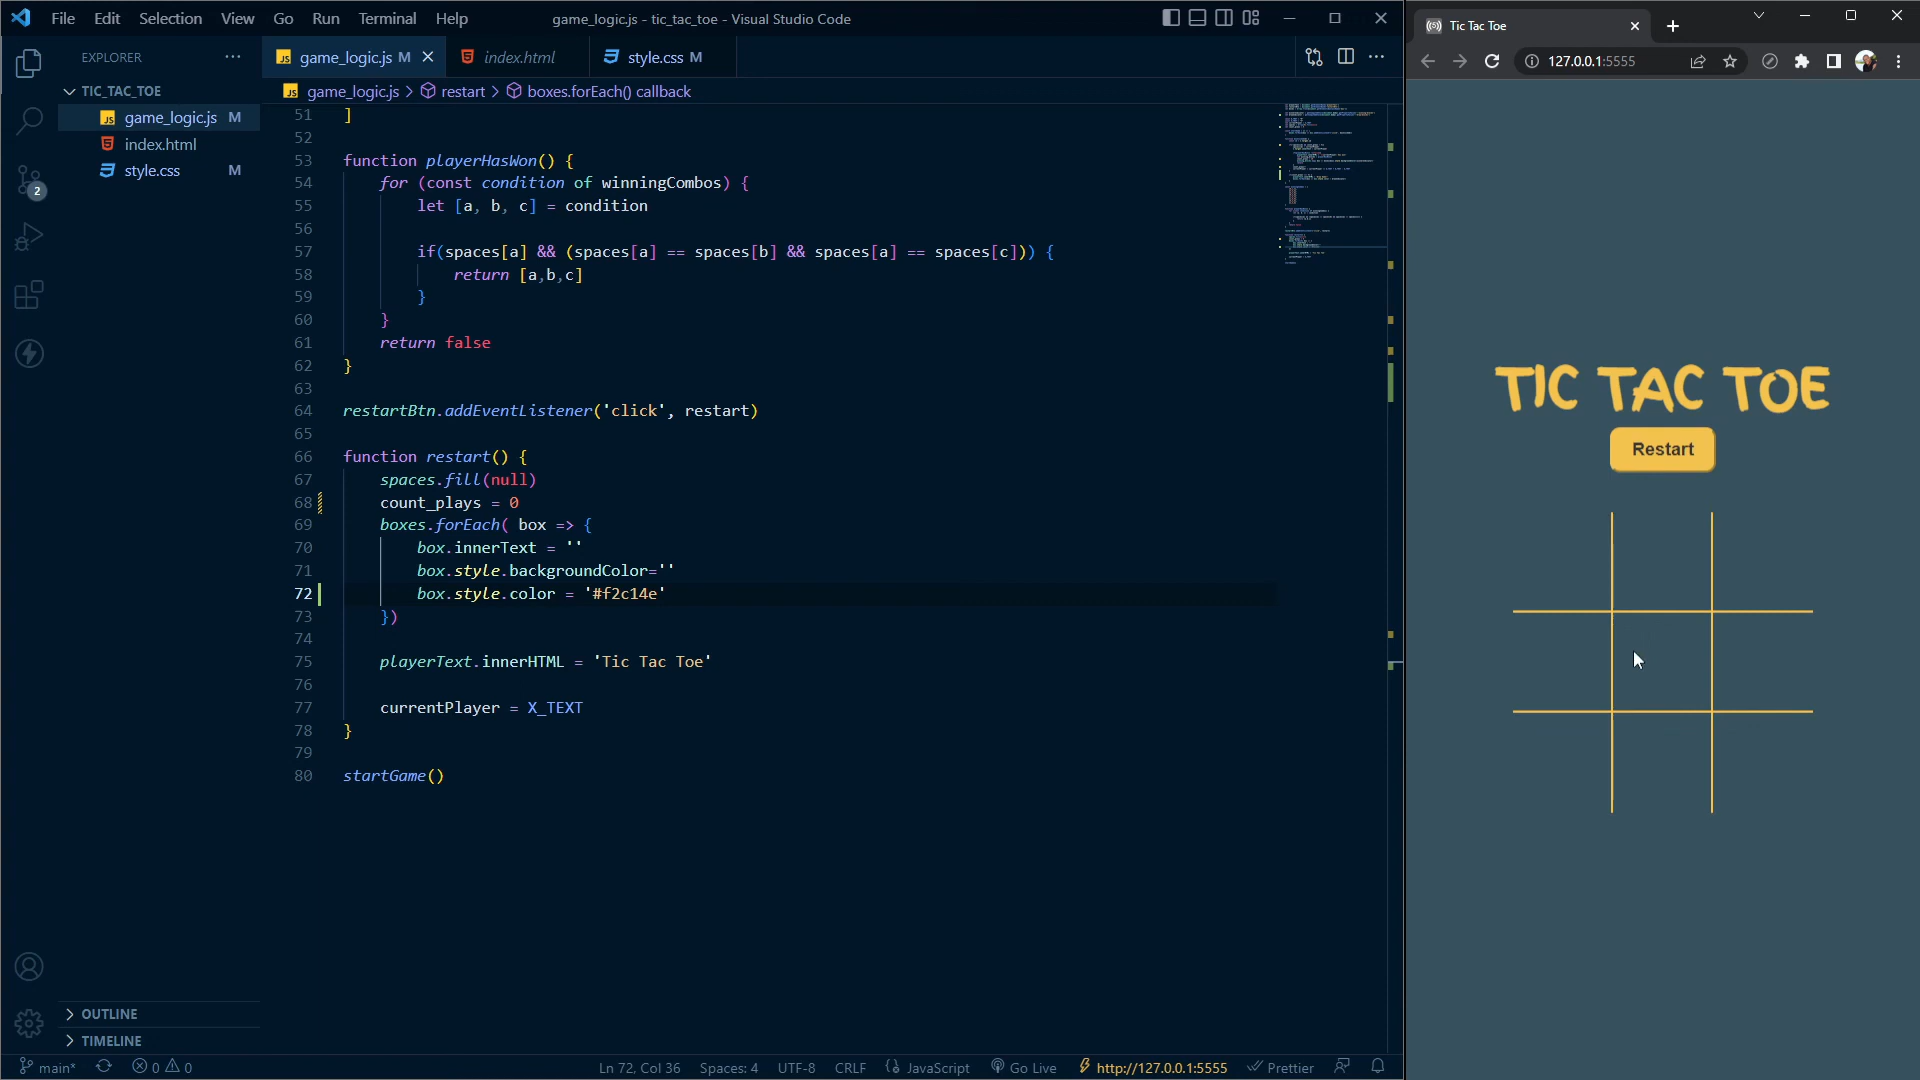 File Edit Selection View Go Run Terminal Help
game_logic.js - tic_tac_toe - Visual Studio Code
EXPLORER
TIC_TAC_TOE
game_logic.js M
index.html
style.css M
2
OUTLINE
TIMELINE
game_logic.js M
index.html
style.css M
game_logic.js > restart > boxes.forEach() callback
51 ]
52
53 function playerHasWon() {
54 for (const condition of winningCombos) {
55 let [a, b, c] = condition
56
57 if(spaces[a] && (spaces[a] == spaces[b] && spaces[a] == spaces[c])) {
58 return [a,b,c]
59 }
60 }
61 return false
62 }
63
64 restartBtn.addEventListener('click', restart)
65
66 function restart() {
67 spaces.fill(null)
68 count_plays = 0
69 boxes.forEach( box => {
70 box.innerText = ''
71 box.style.backgroundColor=''
72 box.style.color = '#f2c14e'
73 })
74
75 playerText.innerHTML = 'Tic Tac Toe'
76
77 currentPlayer = X_TEXT
78 }
79
80 startGame()
main* 0 0 Ln 72, Col 36 Spaces: 4 UTF-8 CRLF JavaScript Go Live http://127.0.0.1:5555 Prettier
Tic Tac Toe
127.0.0.1:5555
TIC TAC TOE
Restart